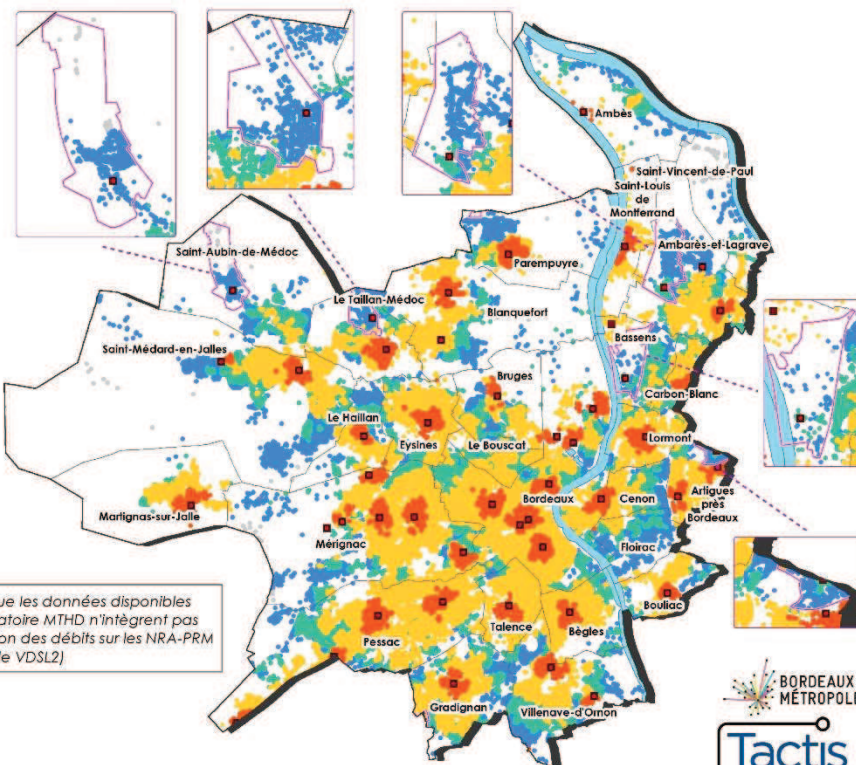 Ambès
Saint-Vincent-de-Paul
Saint-Louis
de
Montferrand
Ambarès-et-Lagrave
Saint-Aubin-de-Médoc
Parempuyre
Le Taillan-Médoc
Blanquefort
Saint-Médard-en-Jalles
Bassens
Bruges
Carbon-Blanc
Le Haillan
Eysines
Le Bouscat
Lormont
Martignas-sur-Jalle
Bordeaux
Cenon
Artigues
près
Bordeaux
Mérignac
Floirac
ue les données disponibles
atoire MTHD n'intègrent pas
on des débits sur les NRA-PRM
le VDSL2)
Bouliac
Pessac
Talence
Bègles
Gradignan
Villenave-d'Ornon
BORDEAUX
MÉTROPOLE
Tactis